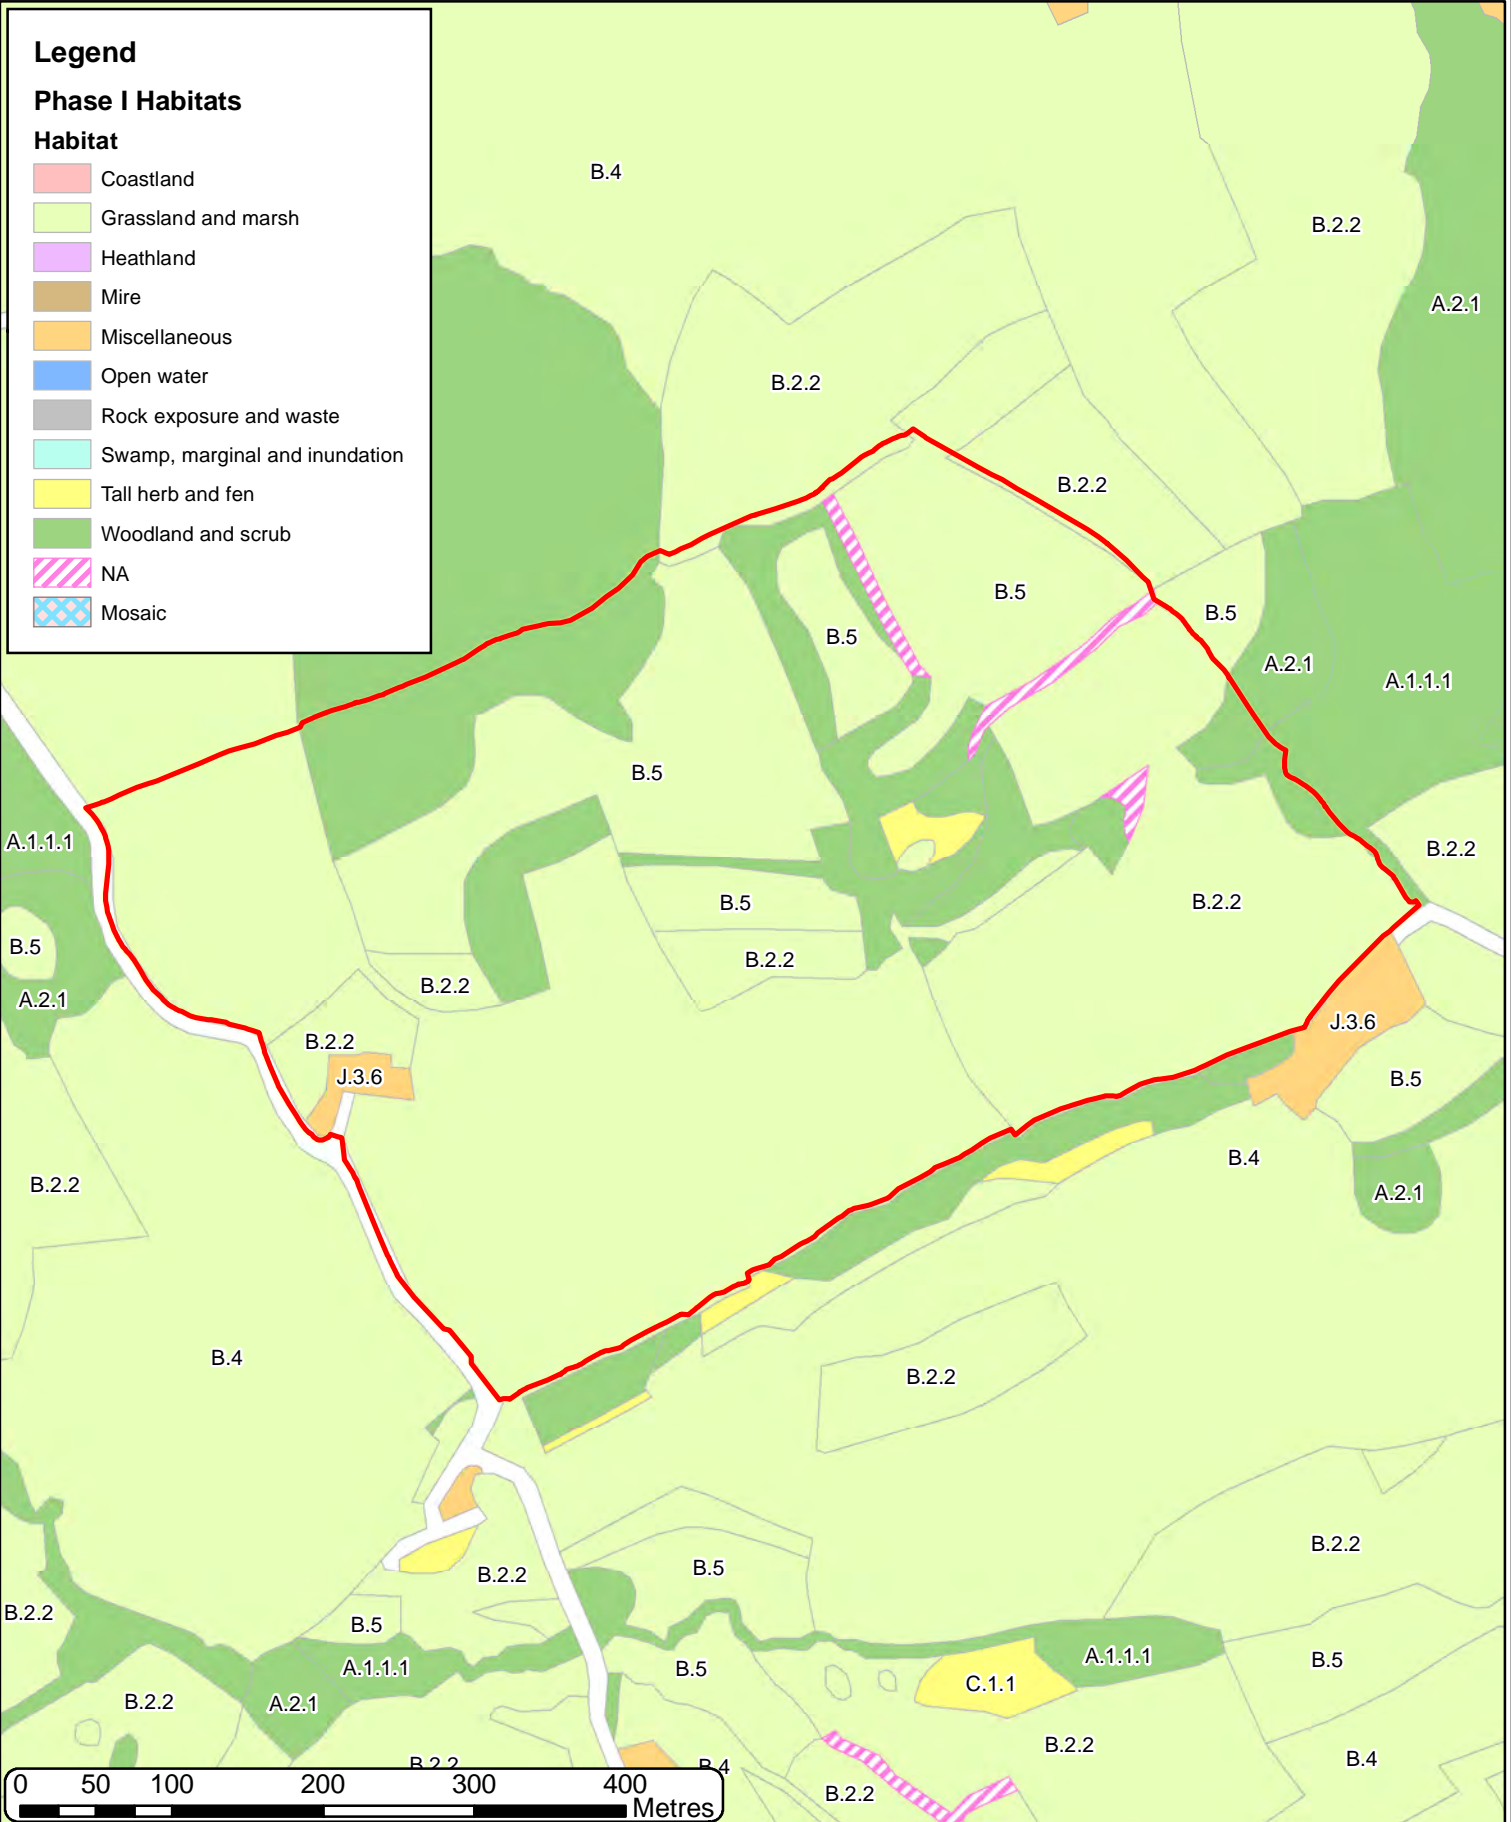 Legend
Phase I Habitats
Habitat
Coastland
Grassland and marsh
Heathland
Mire
Miscellaneous
Open water
Rock exposure and waste
Swamp, marginal and inundation
Tall herb and fen
Woodland and scrub
NA
Mosaic
B.4
B.2.2
A.2.1
B.2.2
B.2.2
B.5
B.5
B.5
A.2.1
A.1.1.1
B.5
A.1.1.1
B.2.2
B.5
B.2.2
B.5
B.2.2
B.2.2
A.2.1
J.3.6
B.2.2
J.3.6
B.5
B.4
B.2.2
A.2.1
B.4
B.2.2
B.2.2
B.5
B.2.2
B.2.2
B.5
A.1.1.1
B.5
A.1.1.1
B.5
C.1.1
B.2.2
A.2.1
B.2.2
B.4
B.2.2
B.4
B.2.2
0 50 100 200 300 400
Metres